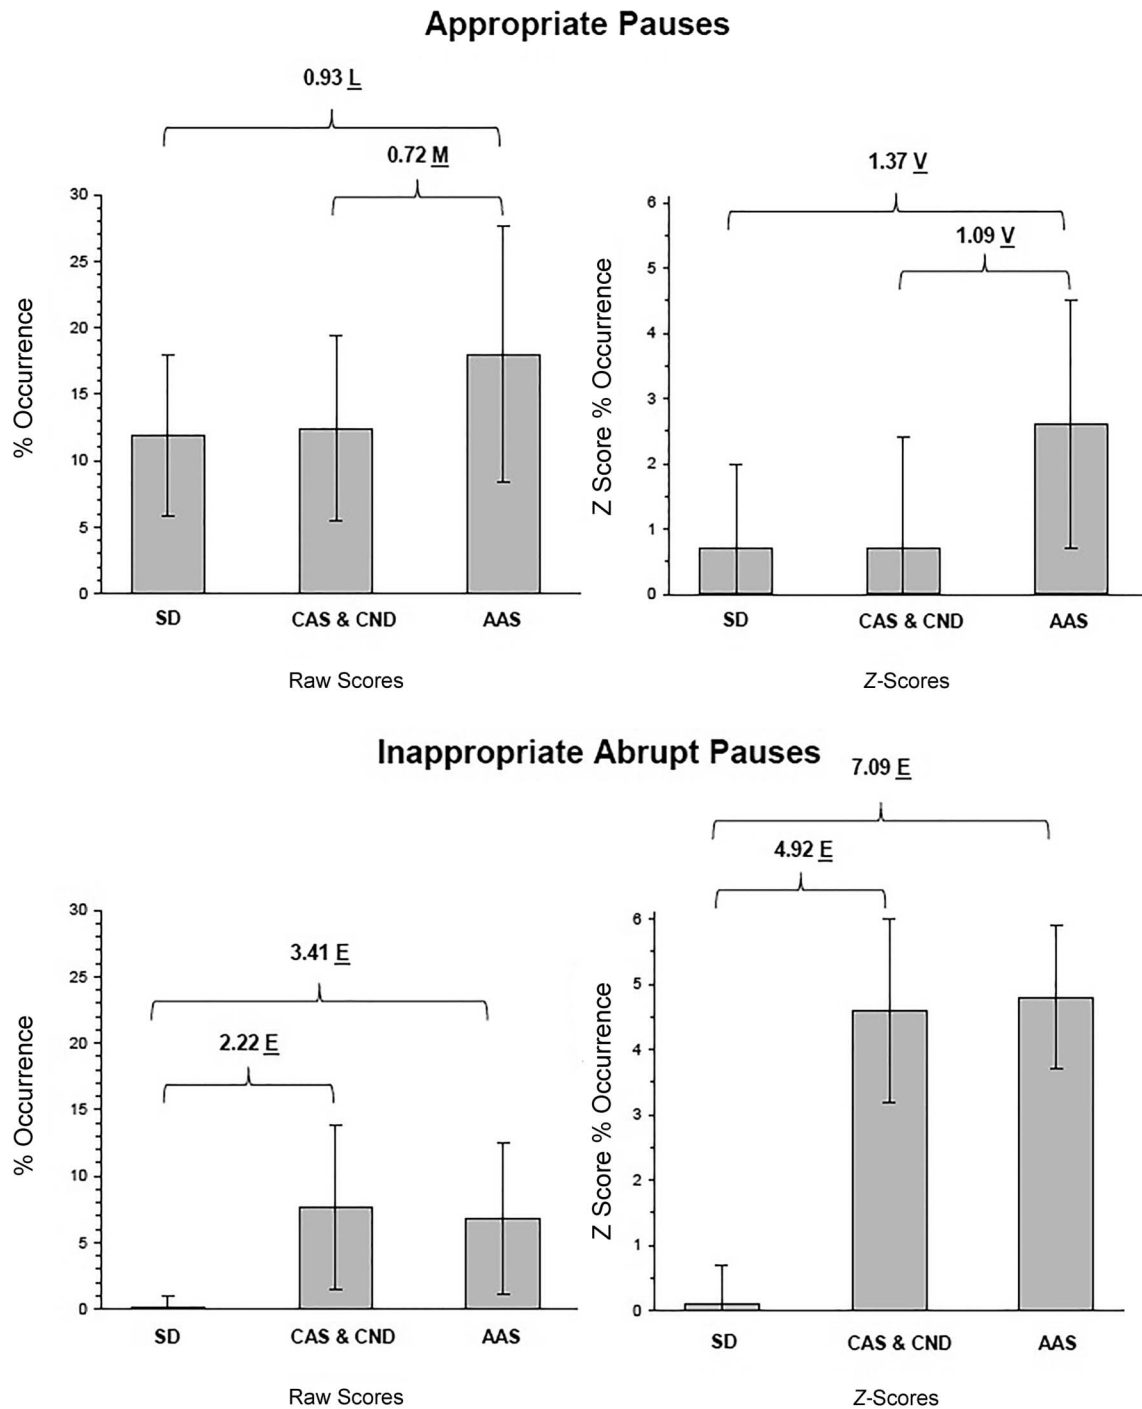 Appropriate Pauses
0.93 L
0.72 M
% Occurrence
30
25
20
15
10
5
0
SD
CAS & CND
AAS
Raw Scores
1.37 V
1.09 V
Z Score % Occurrence
6
5
4
3
2
1
0
SD
CAS & CND
AAS
Z-Scores
Inappropriate Abrupt Pauses
3.41 E
2.22 E
% Occurrence
30
25
20
15
10
5
0
SD
CAS & CND
AAS
Raw Scores
7.09 E
4.92 E
Z Score % Occurrence
6
5
4
3
2
1
0
SD
CAS & CND
AAS
Z-Scores